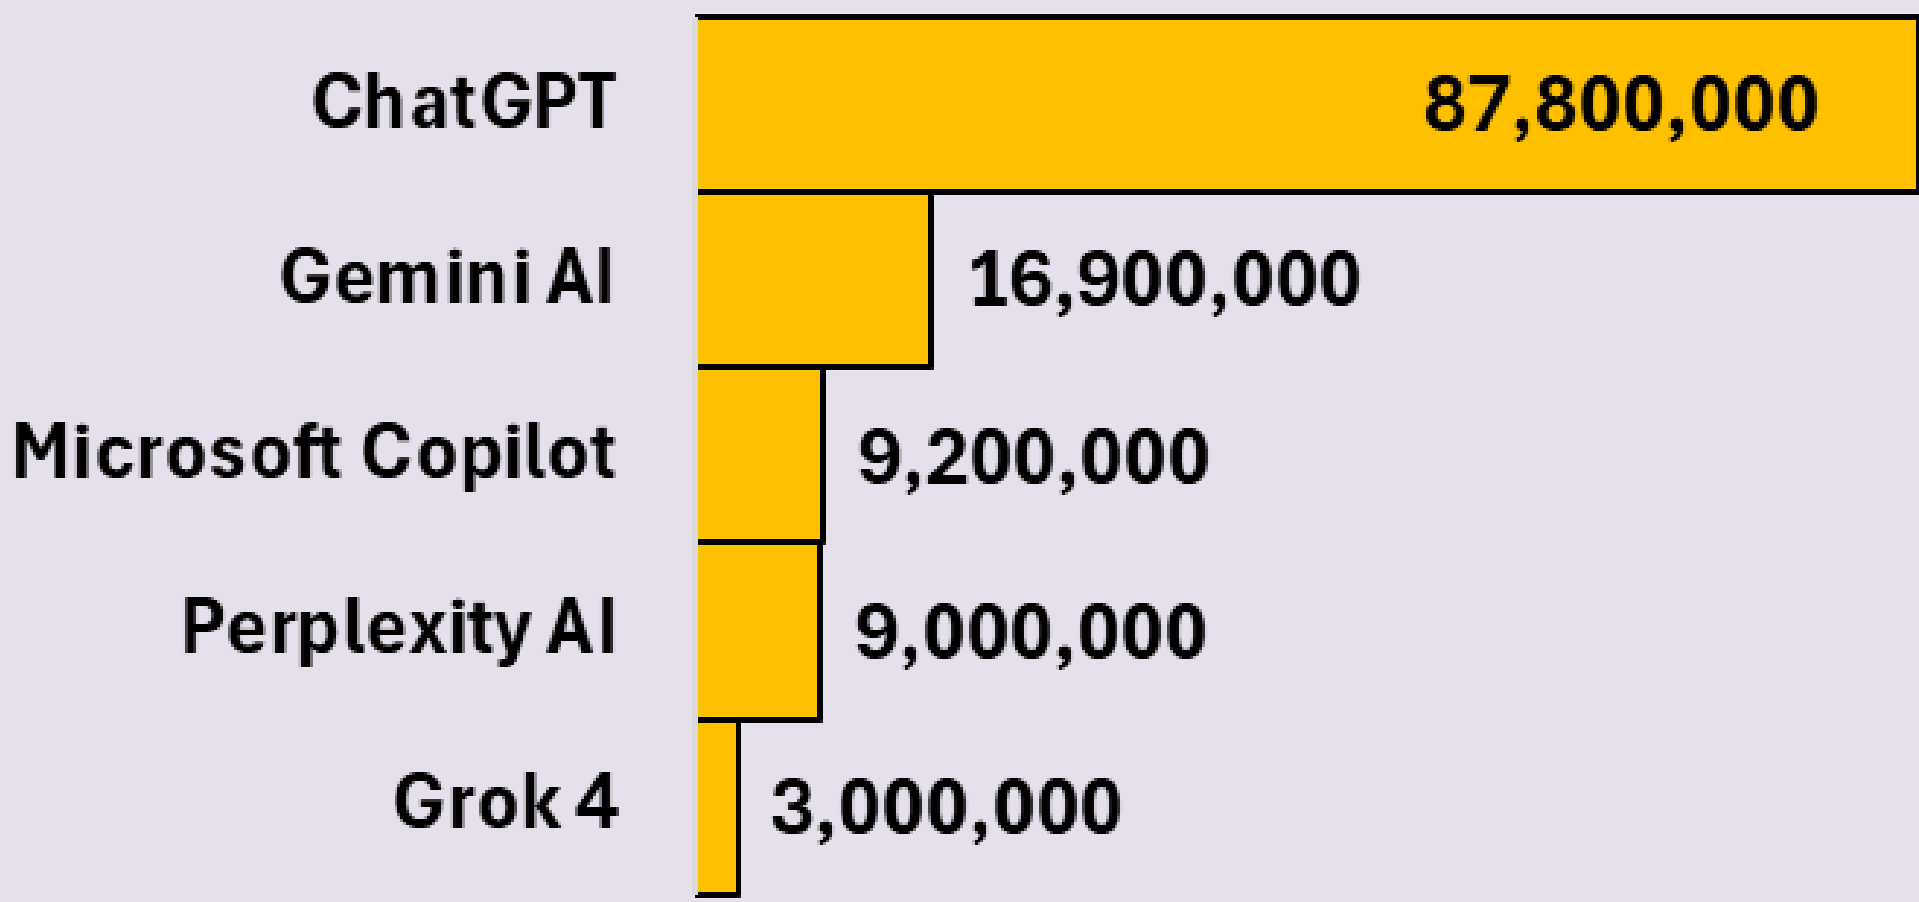 ChatGPT 87,800,000
Gemini AI 16,900,000
Microsoft Copilot 9,200,000
Perplexity AI 9,000,000
Grok 4 3,000,000